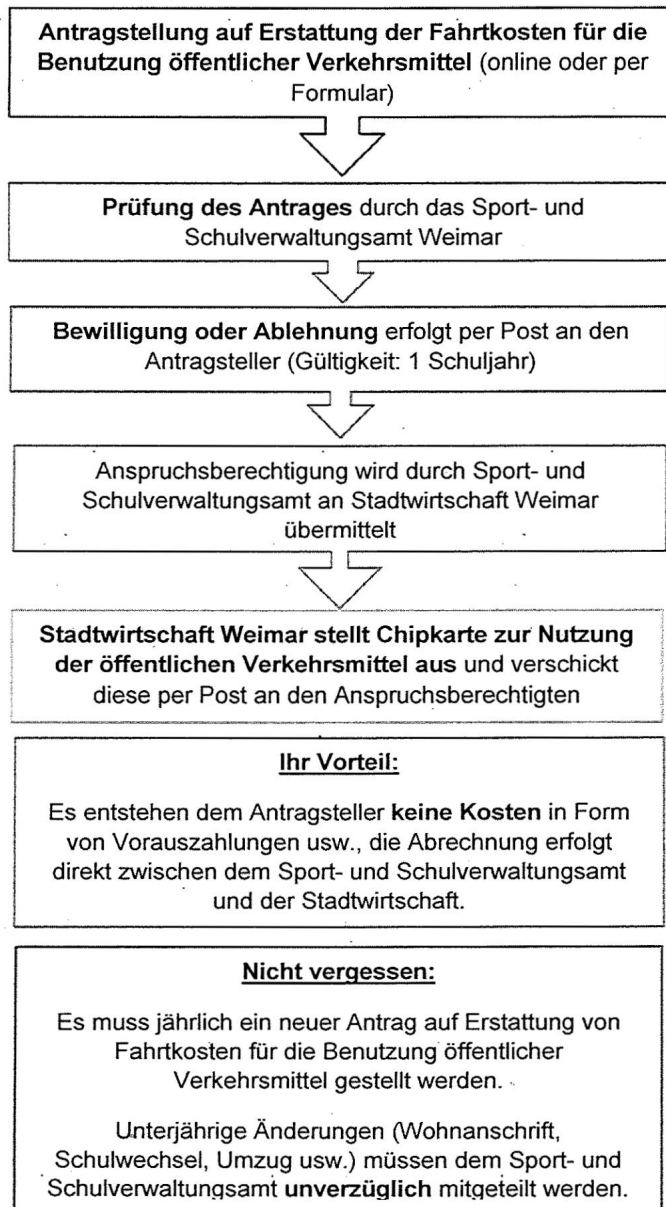 Antragstellung auf Erstattung der Fahrtkosten für die
Benutzung öffentlicher Verkehrsmittel (online oder per
Formular)
Prüfung des Antrages durch das Sport- und
Schulverwaltungsamt Weimar
Bewilligung oder Ablehnung erfolgt per Post an den
Antragsteller (Gültigkeit: 1 Schuljahr)
Anspruchsberechtigung wird durch Sport- und
Schulverwaltungsamt an Stadtwirtschaft Weimar
übermittelt
Stadtwirtschaft Weimar stellt Chipkarte zur Nutzung
der öffentlichen Verkehrsmittel aus und verschickt
diese per Post an den Anspruchsberechtigten
Ihr Vorteil:
Es entstehen dem Antragsteller keine Kosten in Form
von Vorauszahlungen usw., die Abrechnung erfolgt
direkt zwischen dem Sport- und Schulverwaltungsamt
und der Stadtwirtschaft.
Nicht vergessen:
Es muss jährlich ein neuer Antrag auf Erstattung von
Fahrtkosten für die Benutzung öffentlicher
Verkehrsmittel gestellt werden.
Unterjährige Änderungen (Wohnanschrift,
Schulwechsel, Umzug usw.) müssen dem Sport- und
Schulverwaltungsamt unverzüglich mitgeteilt werden.